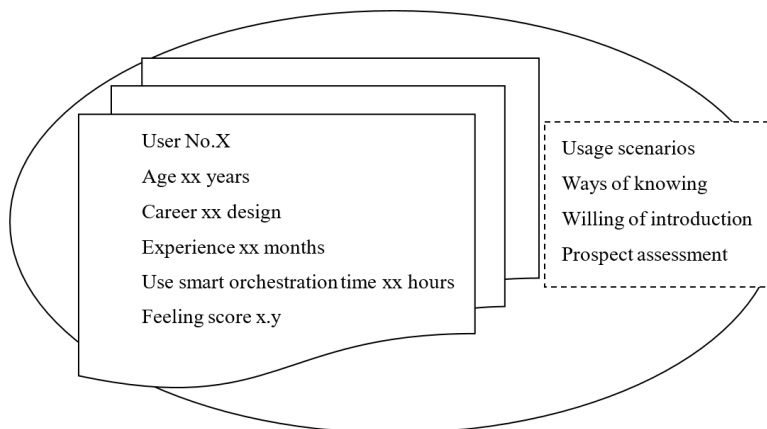 User No.X
Age xx years
Career xx design
Experience xx months
Use smart orchestration time xx hours
Feeling score x.y
Usage scenarios
Ways of knowing
Willing of introduction
Prospect assessment